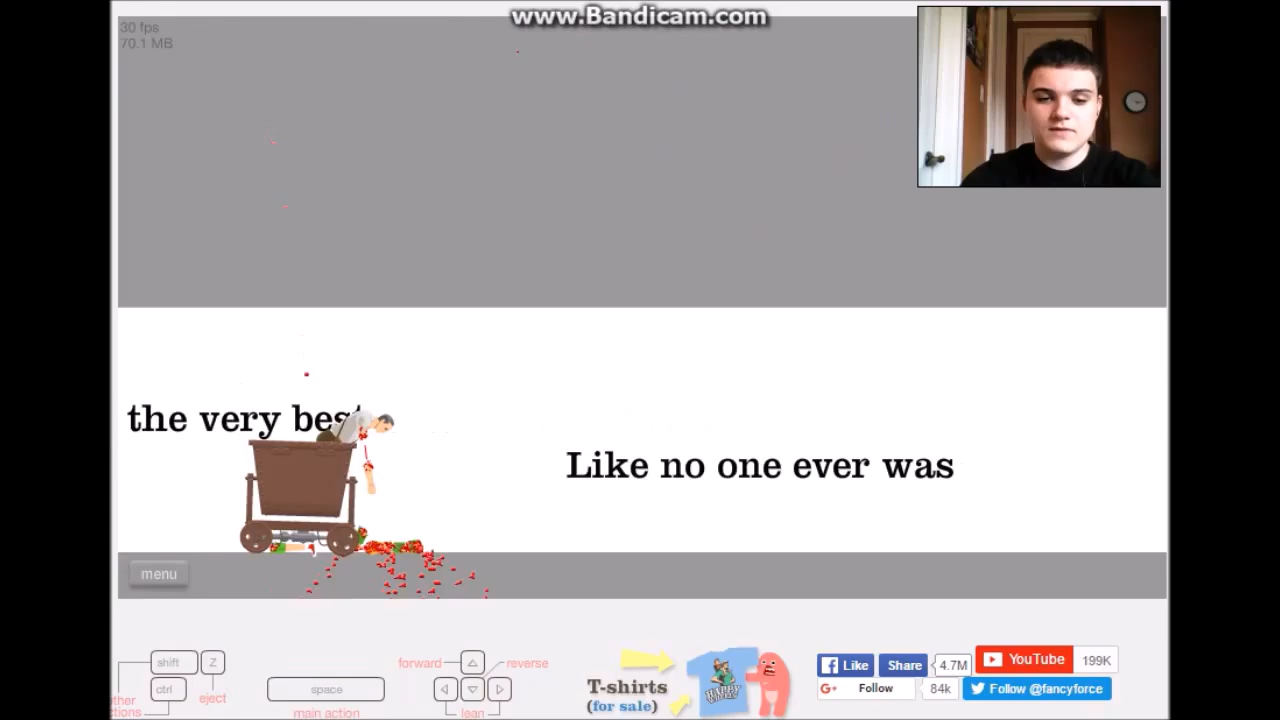 www.Bandicam.com
30 fps
70.1 MB
the very best
Like no one ever was
menu
shift
Z
ctrl
eject
space
main action
forward
reverse
lean
T-shirts
(for sale)
HAPPY WHEELS
Like
Share
4.7M
YouTube
199K
G+
Follow
84k
Follow @fancyforce